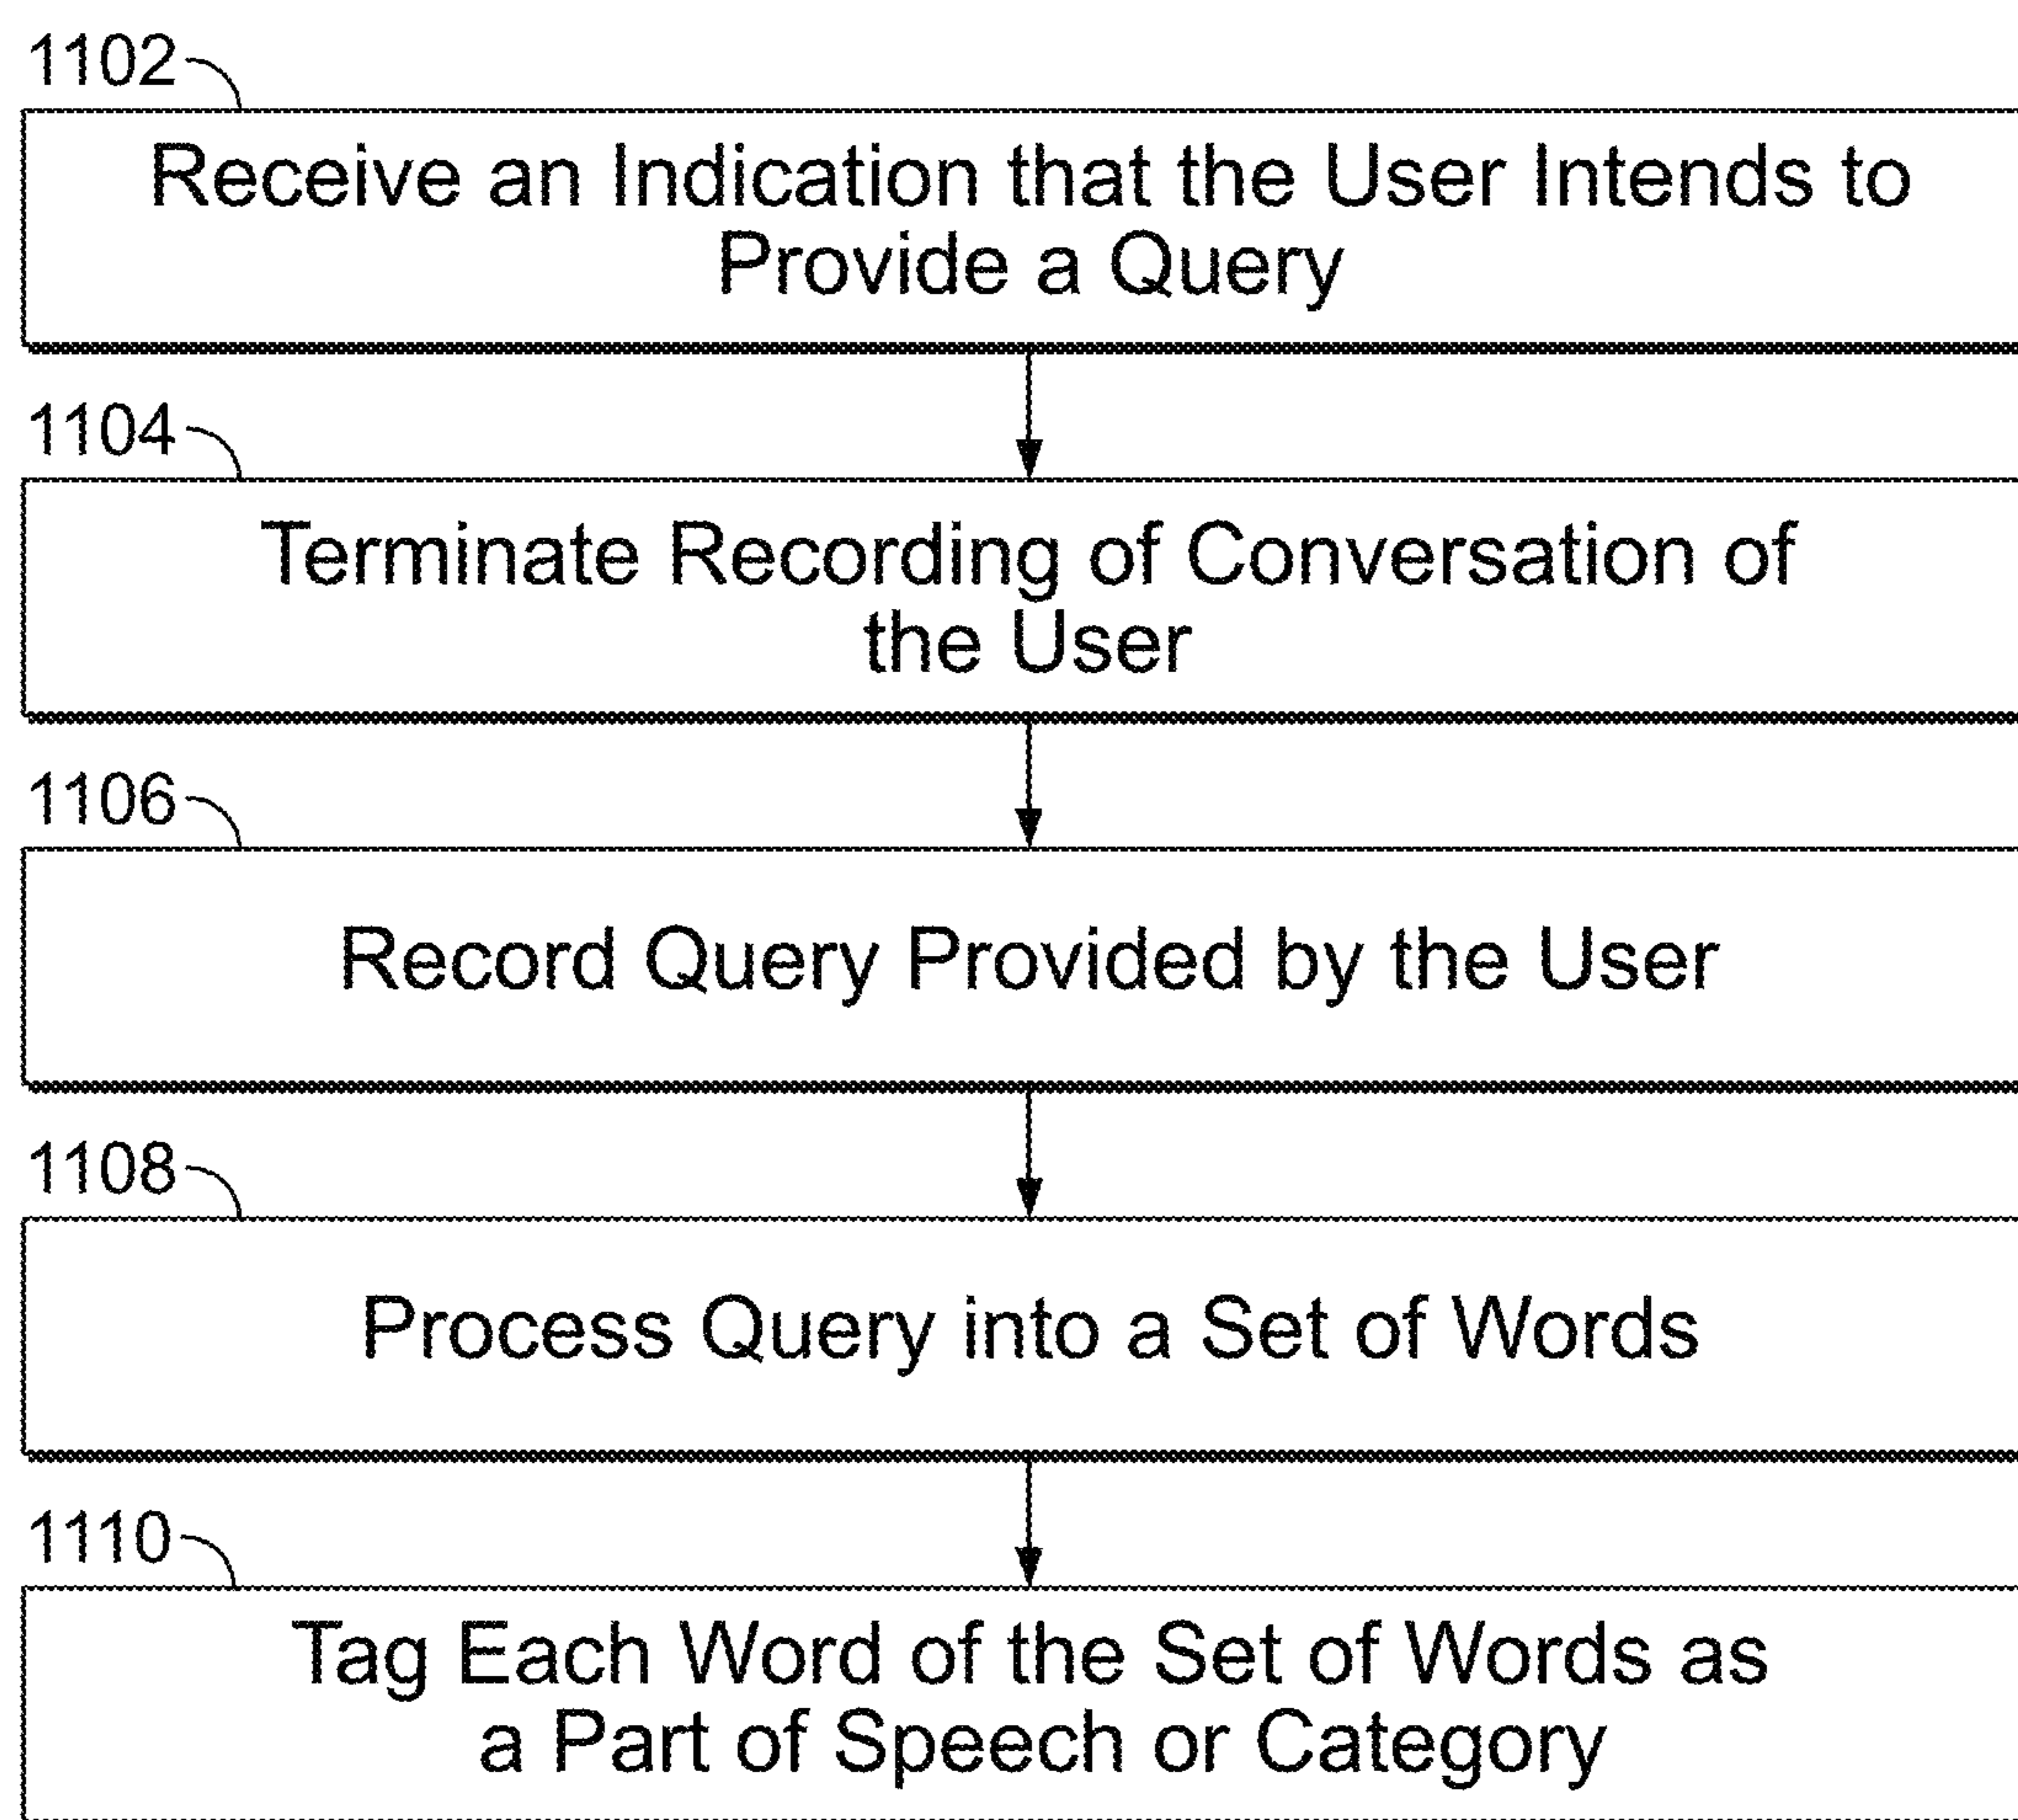 1102
Receive an Indication that the User Intends to
Provide a Query
1104
Terminate Recording of Conversation of
the User
1106
Record Query Provided by the User
1108
Process Query into a Set of Words
1110
Tag Each Word of the Set of Words as
a Part of Speech or Category